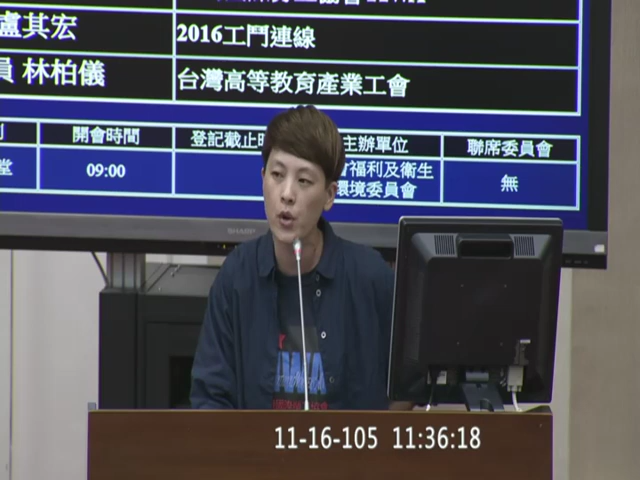 盧其宏 2016工鬥連線
員 林柏儀 台灣高等教育產業工會
開會時間 登記截止時 主辦單位 聯席委員會
堂 09:00 福利及衛生 無
環境委員會
SHARP
11-16-105 11:36:18